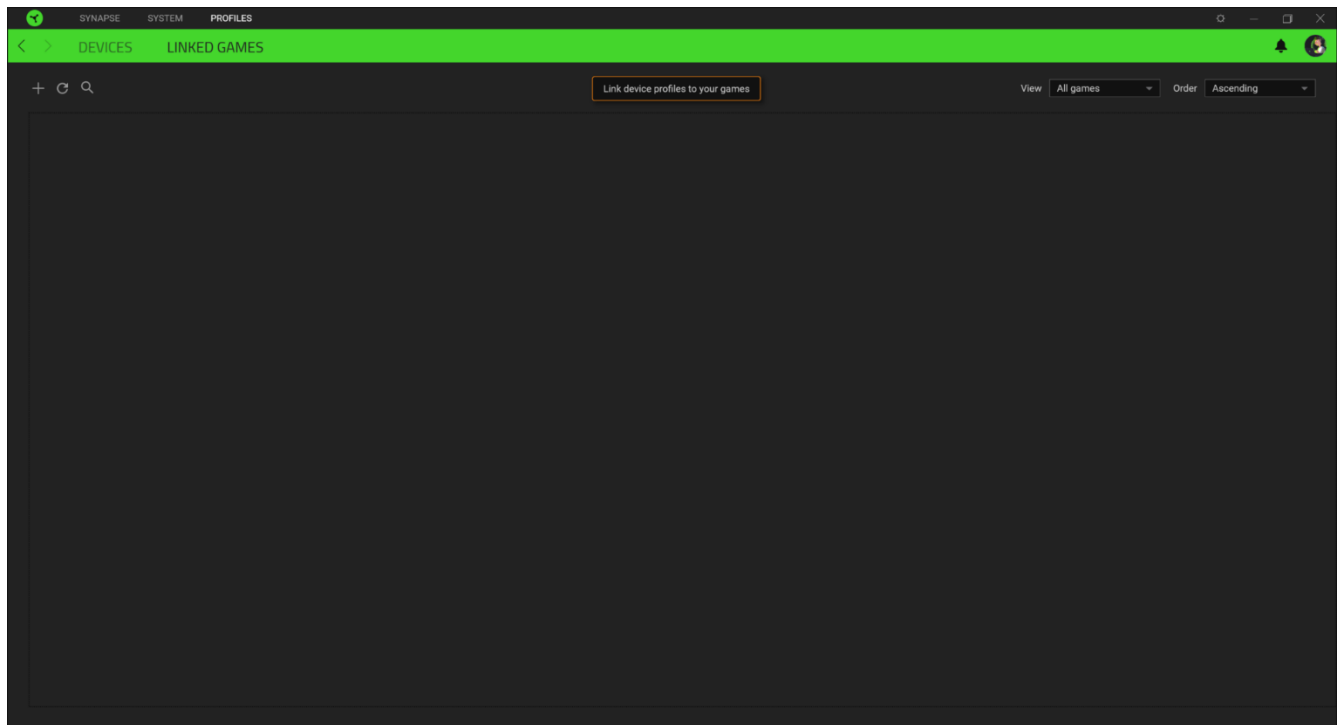 SYNAPSE SYSTEM PROFILES
DEVICES LINKED GAMES
Link device profiles to your games View All games Order Ascending